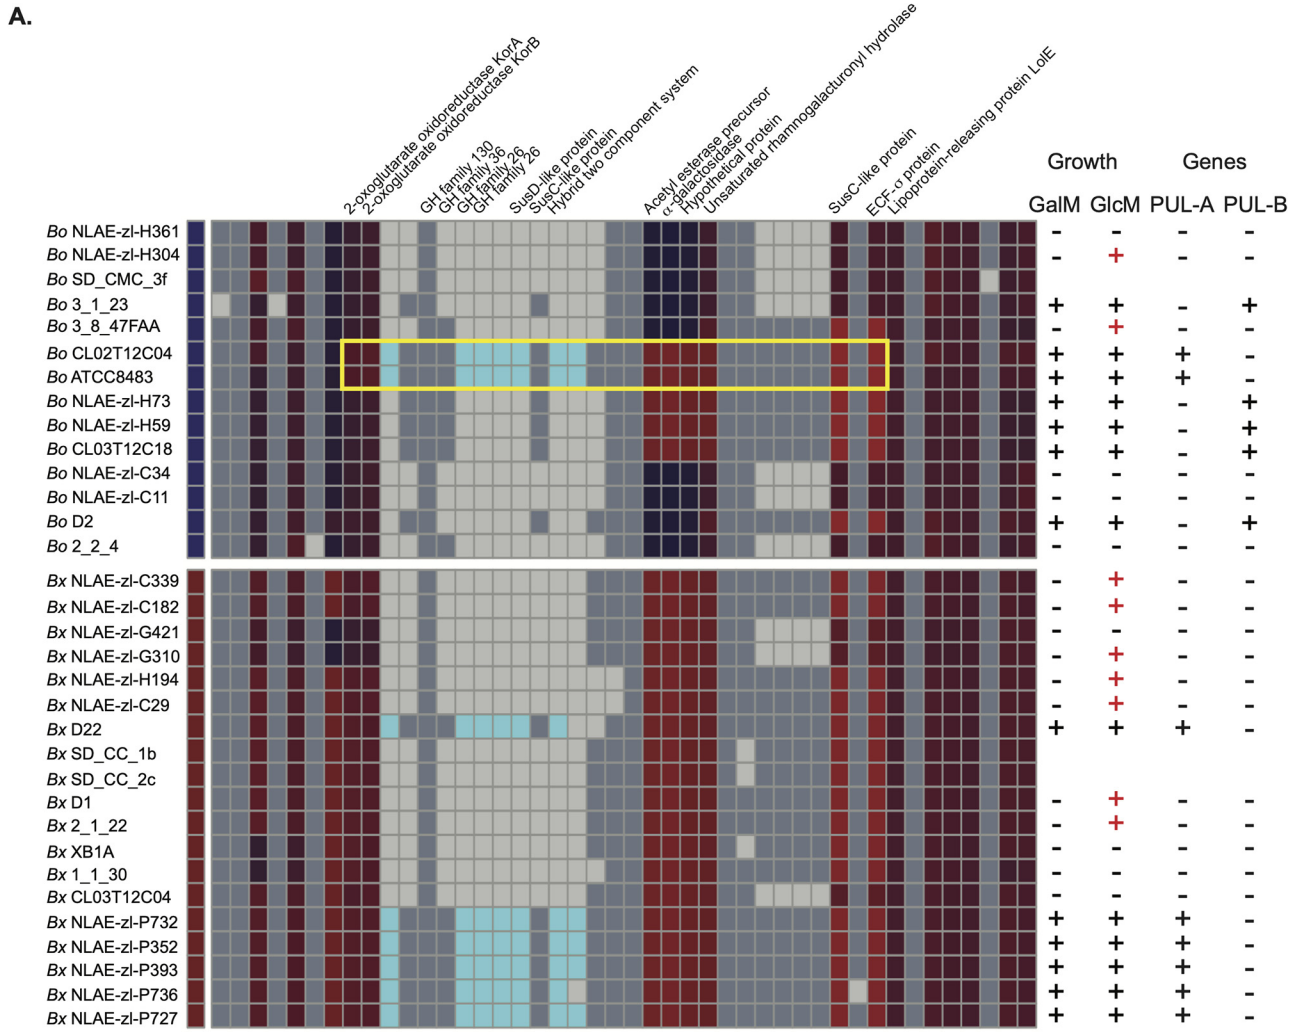 A.
2-oxoglutarate oxidoreductase KorA
2-oxoglutarate oxidoreductase KorB
GH family 130
GH family 36
GH family 26
GH family 26
SusD-like protein
SusC-like protein
Hybrid two component system
Acetyl esterase precursor
α-galactosidase
Hypothetical protein
Unsaturated rhamnogalacturonyl hydrolase
SusC-like protein
ECF-σ protein
Lipoprotein-releasing protein LolE
Growth Genes
GalM GlcM PUL-A PUL-B
Bo NLAE-zl-H361 - - - -
Bo NLAE-zl-H304 - + - -
Bo SD_CMC_3f
Bo 3_1_23 + + - +
Bo 3_8_47FAA - + - -
Bo CL02T12C04 + + + -
Bo ATCC8483 + + + -
Bo NLAE-zl-H73 + + - +
Bo NLAE-zl-H59 + + - +
Bo CL03T12C18 + + - +
Bo NLAE-zl-C34 - - - -
Bo NLAE-zl-C11 - - - -
Bo D2 + + - +
Bo 2_2_4 - - - -
Bx NLAE-zl-C339 - + - -
Bx NLAE-zl-C182 - + - -
Bx NLAE-zl-G421 - - - -
Bx NLAE-zl-G310 - + - -
Bx NLAE-zl-H194 - + - -
Bx NLAE-zl-C29 - + - -
Bx D22 + + + -
Bx SD_CC_1b
Bx SD_CC_2c
Bx D1 - + - -
Bx 2_1_22 - + - -
Bx XB1A - - - -
Bx 1_1_30 - - - -
Bx CL03T12C04 - - - -
Bx NLAE-zl-P732 + + + -
Bx NLAE-zl-P352 + + + -
Bx NLAE-zl-P393 + + + -
Bx NLAE-zl-P736 + + + -
Bx NLAE-zl-P727 + + + -